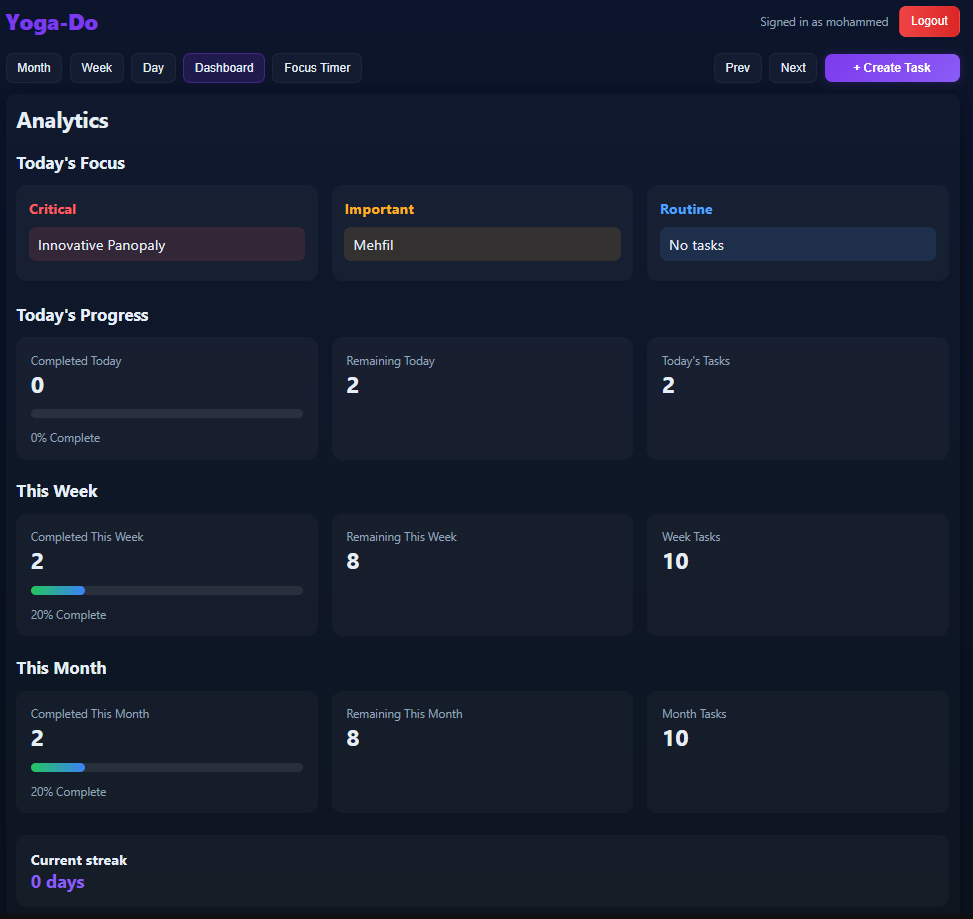 Yoga-Do
Signed in as mohammed
Logout
Month
Week
Day
Dashboard
Focus Timer
Prev
Next
+ Create Task
Analytics
Today's Focus
Critical
Innovative Panopaly
Important
Mehfil
Routine
No tasks
Today's Progress
Completed Today
0
0% Complete
Remaining Today
2
Today's Tasks
2
This Week
Completed This Week
2
20% Complete
Remaining This Week
8
Week Tasks
10
This Month
Completed This Month
2
20% Complete
Remaining This Month
8
Month Tasks
10
Current streak
0 days